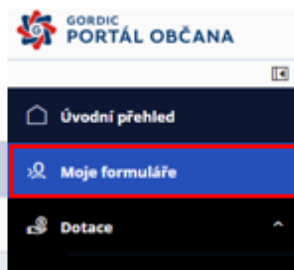 GORDIC
PORTÁL OBČANA
Úvodní přehled
Moje formuláře
Dotace